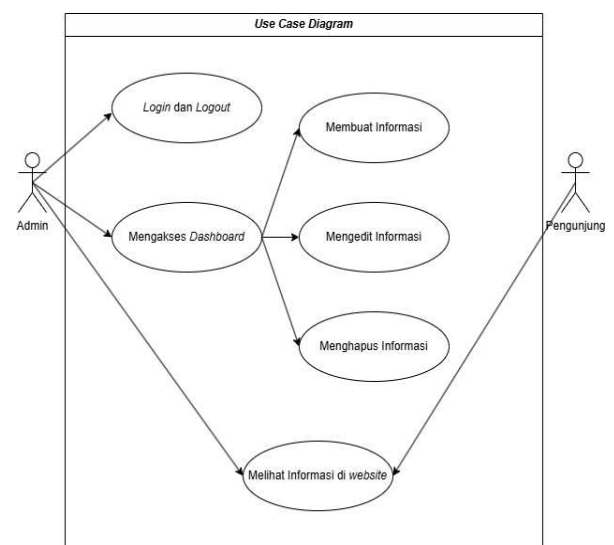 Use Case Diagram
Login dan Logout
Membuat Informasi
Admin
Mengakses Dashboard
Mengedit Informasi
Pengunjung
Menghapus Informasi
Melihat Informasi di website